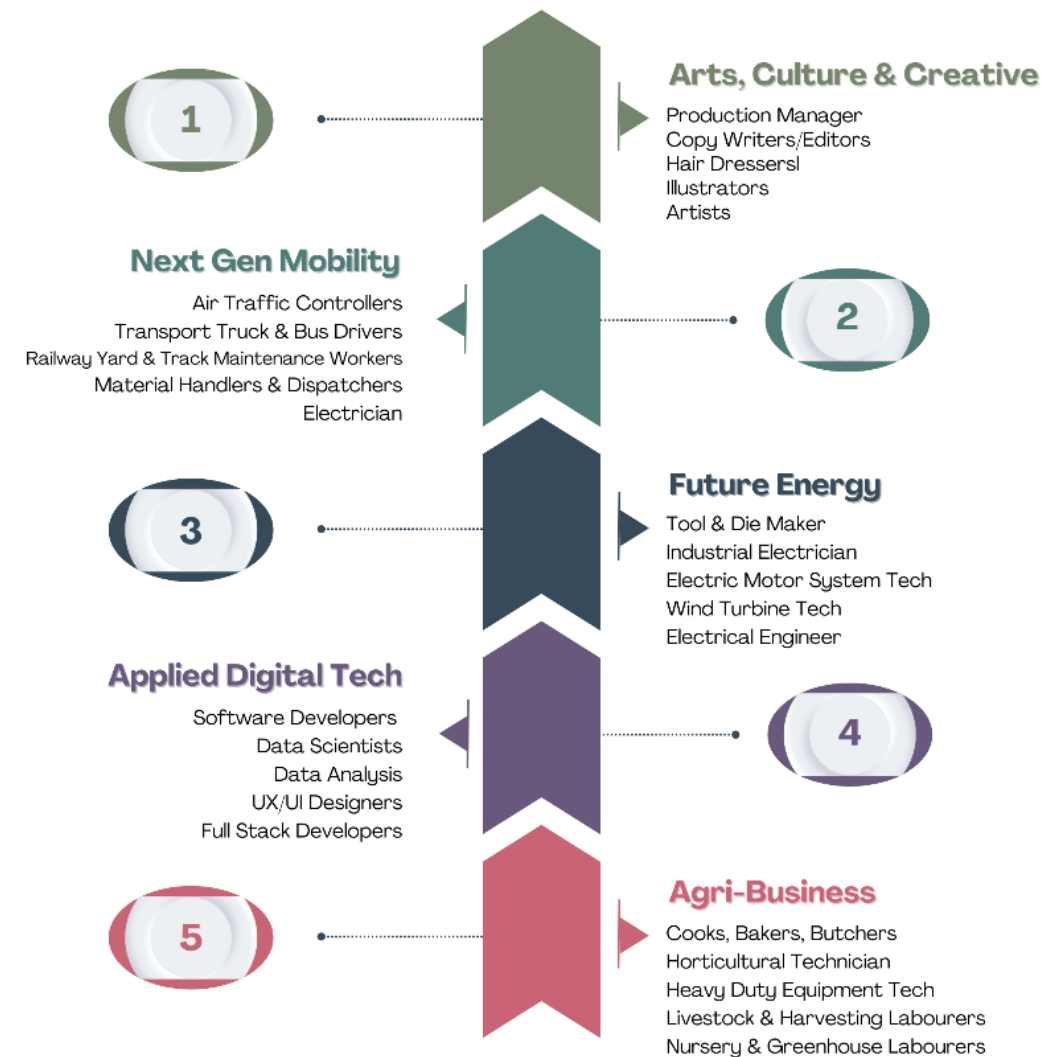 1
Arts, Culture & Creative
Production Manager
Copy Writers/Editors
Hair Dressersl
Illustrators
Artists
Next Gen Mobility
Air Traffic Controllers
Transport Truck & Bus Drivers
Railway Yard & Track Maintenance Workers
Material Handlers & Dispatchers
Electrician
2
3
Future Energy
Tool & Die Maker
Industrial Electrician
Electric Motor System Tech
Wind Turbine Tech
Electrical Engineer
Applied Digital Tech
Software Developers
Data Scientists
Data Analysis
UX/UI Designers
Full Stack Developers
4
5
Agri-Business
Cooks, Bakers, Butchers
Horticultural Technician
Heavy Duty Equipment Tech
Livestock & Harvesting Labourers
Nursery & Greenhouse Labourers